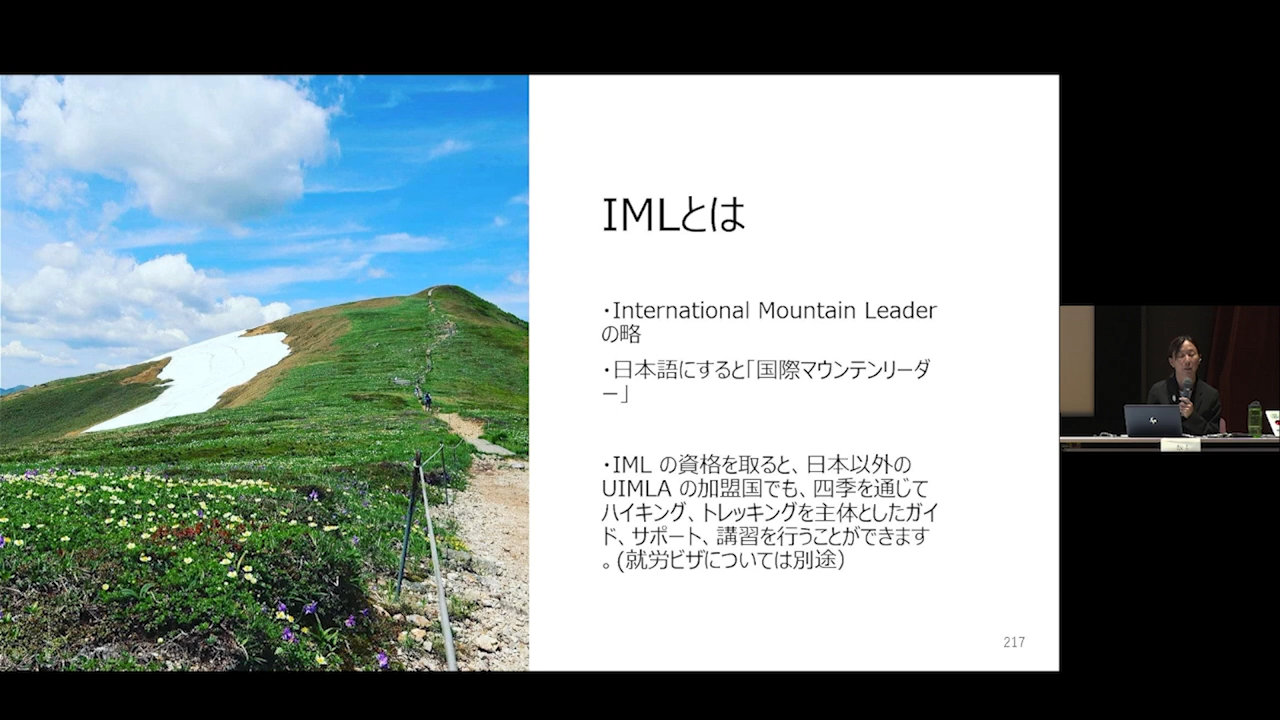 IMLとは
・International Mountain Leader
の略
・日本語にすると「国際マウンテンリーダ
ー」
・IML の資格を取ると、日本以外の
UIMLA の加盟国でも、四季を通じて
ハイキング、トレッキングを主体としたガイ
ド、サポート、講習を行うことができます
。(就労ビザについては別途)
217
hp